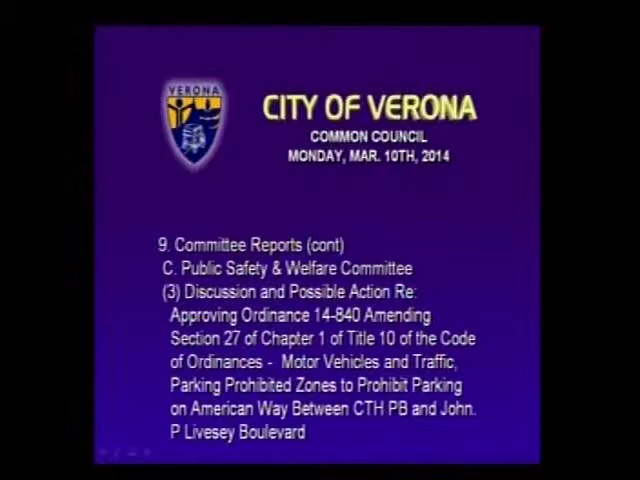 VERONA
CITY OF VERONA
COMMON COUNCIL
MONDAY, MAR. 10TH, 2014
9. Committee Reports (cont)
C. Public Safety & Welfare Committee
(3) Discussion and Possible Action Re:
Approving Ordinance 14-840 Amending
Section 27 of Chapter 1 of Title 10 of the Code
of Ordinances - Motor Vehicles and Traffic,
Parking Prohibited Zones to Prohibit Parking
on American Way Between CTH PB and John.
P Livesey Boulevard